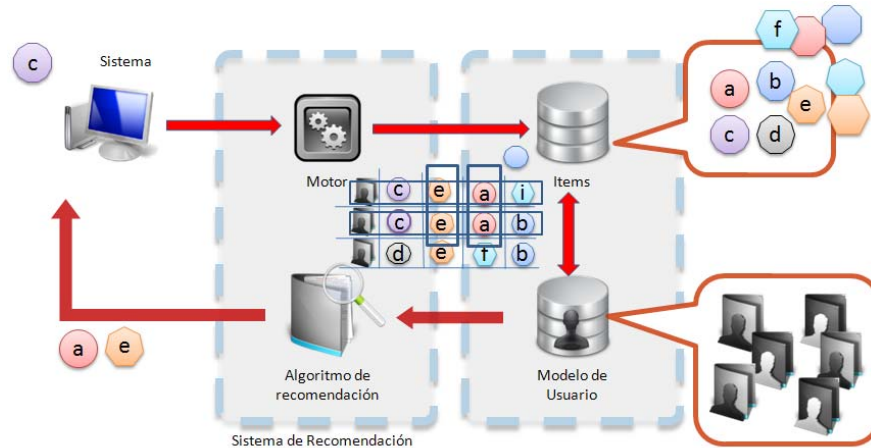 c
Sistema
f
a
b
e
c
d
Motor
Items
c e a i
c e a b
d e f b
a e
Algoritmo de
recomendación
Modelo de
Usuario
Sistema de Recomendación